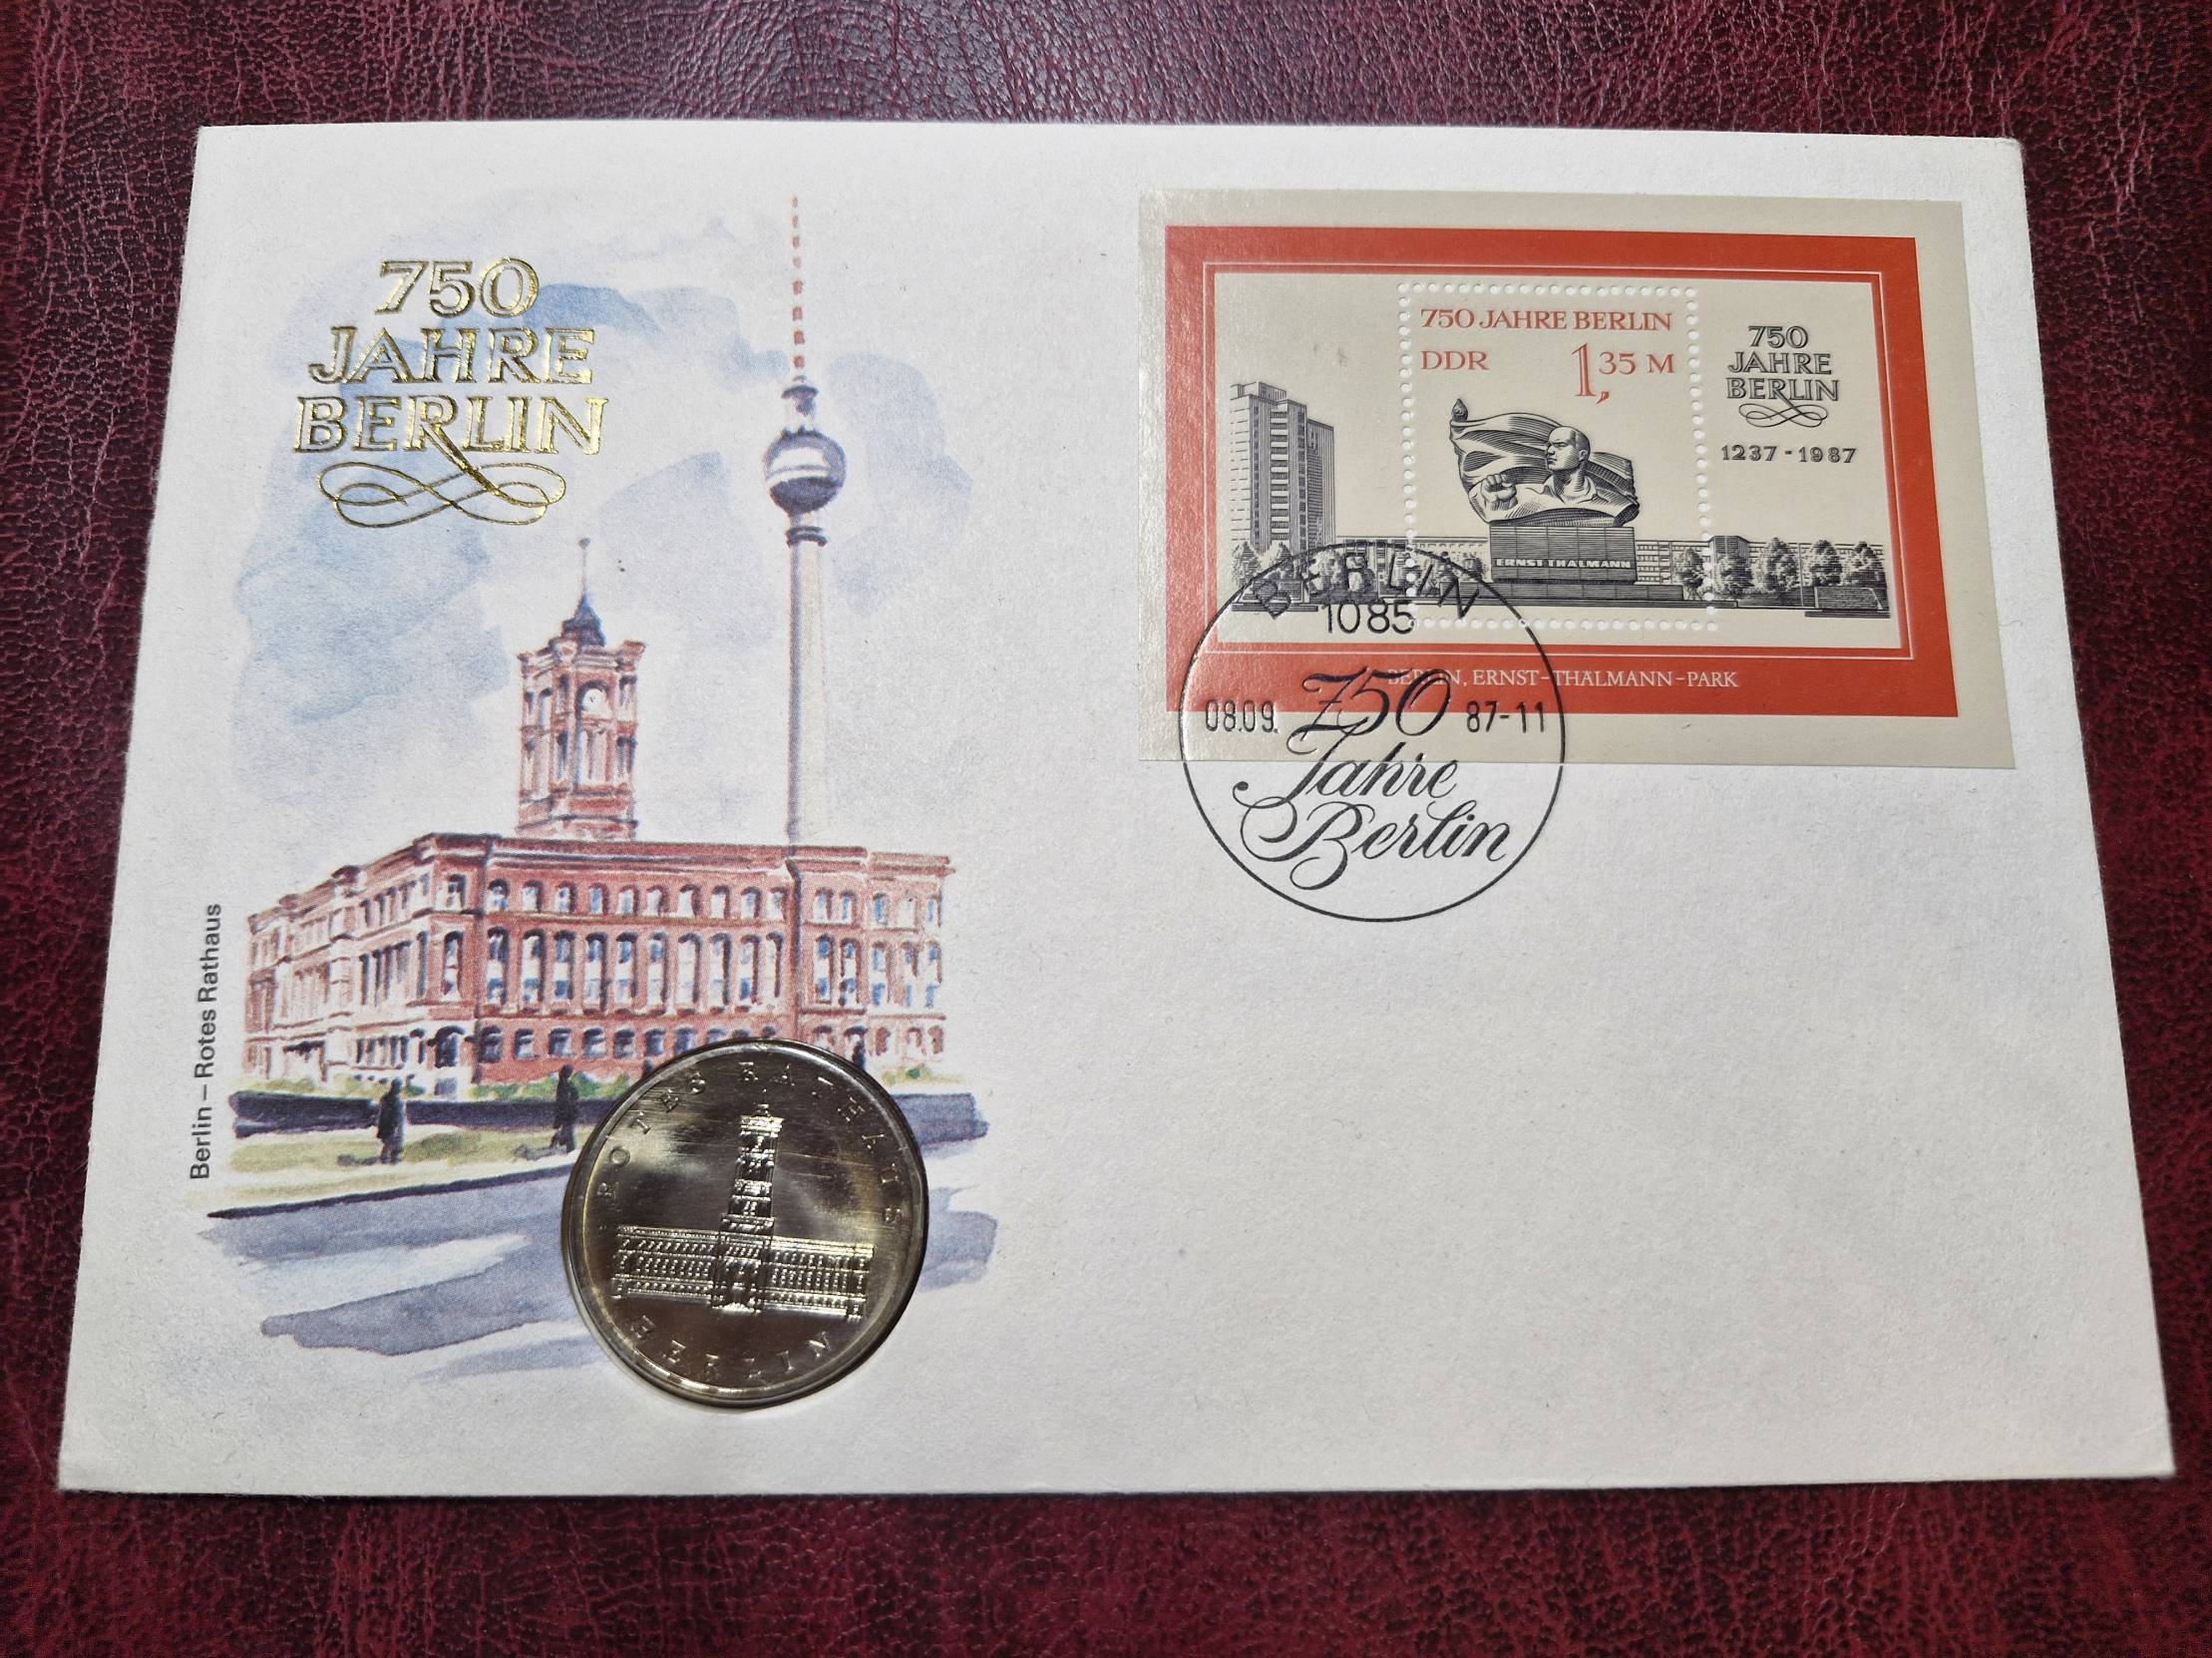 750
JAHRE
BERLIN
Berlin – Rotes Rathaus
ROTES RATHAUS
BERLIN
750 JAHRE BERLIN
DDR 1,35 M
ERNST THÄLMANN
750
JAHRE
BERLIN
1237 - 1987
BERLIN, ERNST-THÄLMANN-PARK
BERLIN
1085
08.09. 750 87-11
Jahre
Berlin